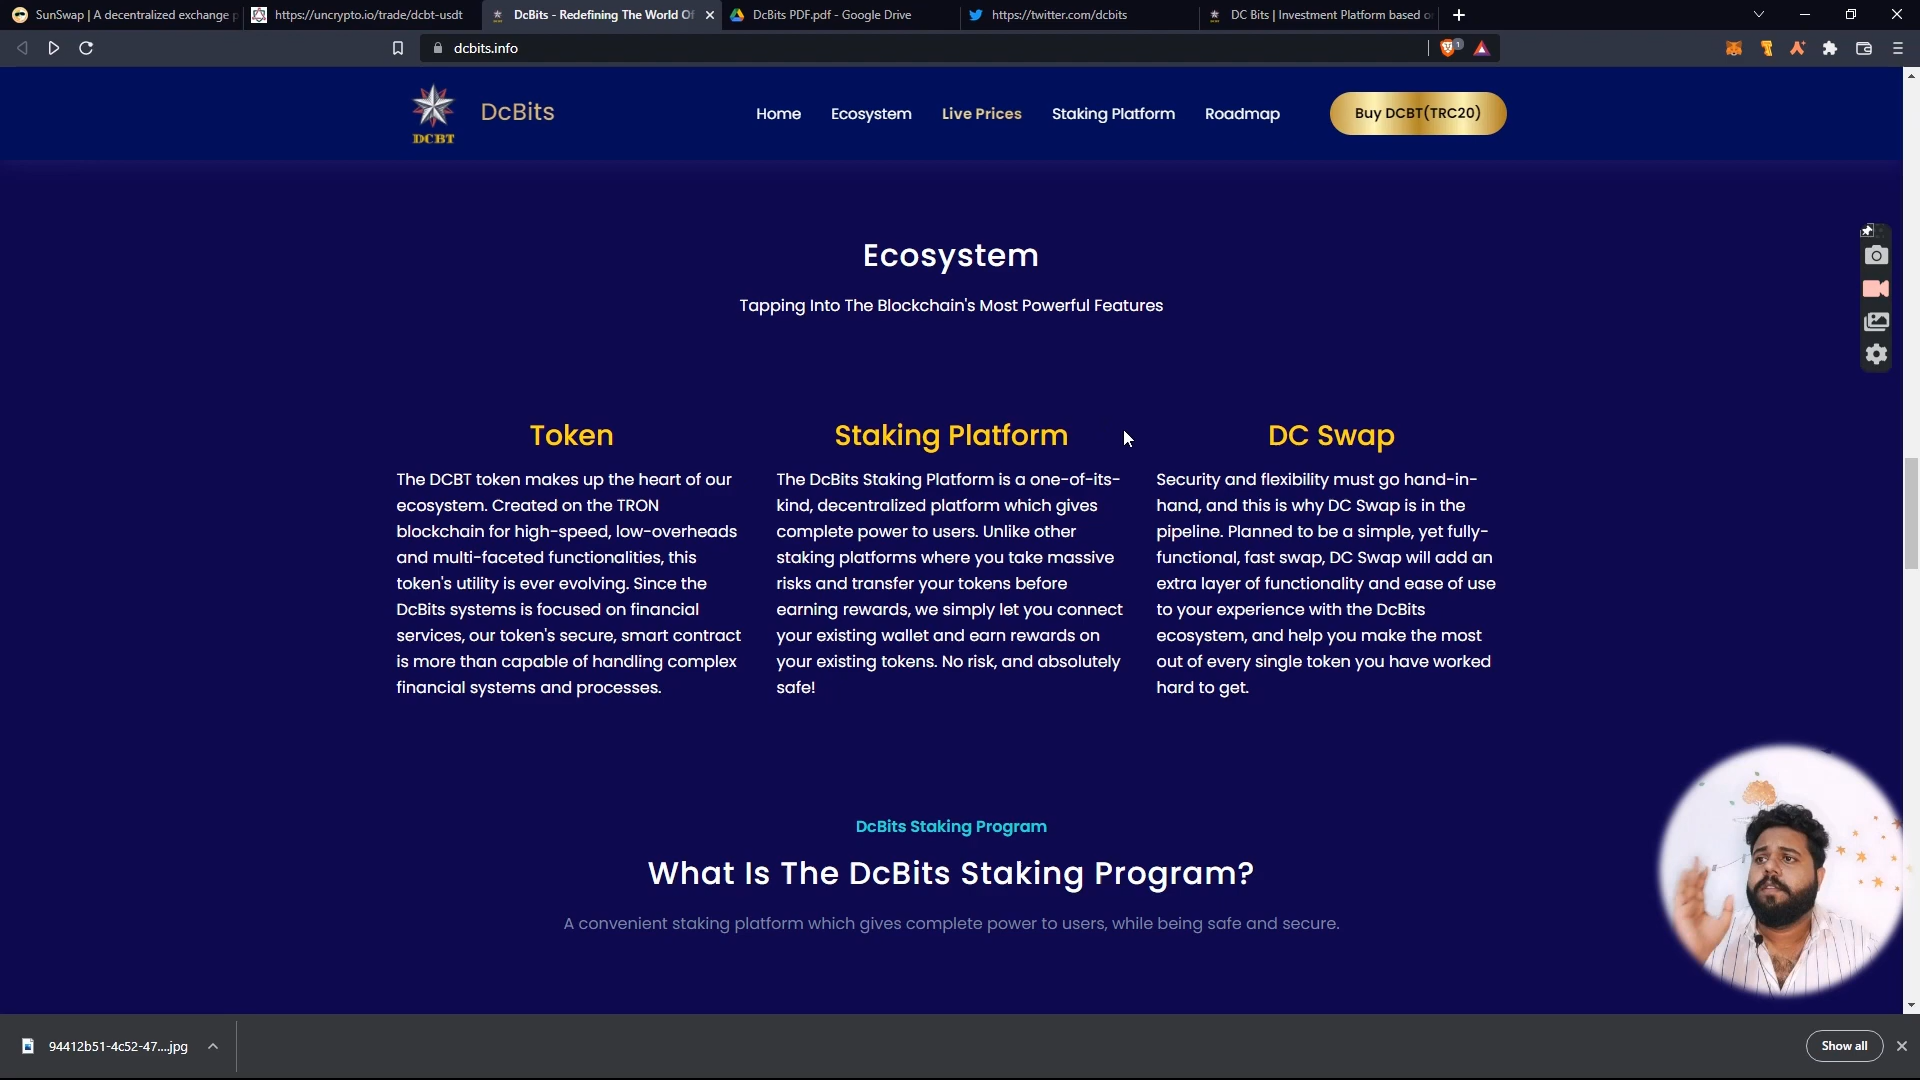 SunSwap | A decentralized exchange p
https://uncrypto.io/trade/dcbt-usdt
DcBits - Redefining The World Of
DcBits PDF.pdf - Google Drive
https://twitter.com/dcbits
DC Bits | Investment Platform based o
dcbits.info
1
DCBT
DcBits
Home
Ecosystem
Live Prices
Staking Platform
Roadmap
Buy DCBT(TRC20)
Ecosystem
Tapping Into The Blockchain's Most Powerful Features
Token
The DCBT token makes up the heart of our
ecosystem. Created on the TRON
blockchain for high-speed, low-overheads
and multi-faceted functionalities, this
token's utility is ever evolving. Since the
DcBits systems is focused on financial
services, our token's secure, smart contract
is more than capable of handling complex
financial systems and processes.
Staking Platform
The DcBits Staking Platform is a one-of-its-
kind, decentralized platform which gives
complete power to users. Unlike other
staking platforms where you take massive
risks and transfer your tokens before
earning rewards, we simply let you connect
your existing wallet and earn rewards on
your existing tokens. No risk, and absolutely
safe!
DC Swap
Security and flexibility must go hand-in-
hand, and this is why DC Swap is in the
pipeline. Planned to be a simple, yet fully-
functional, fast swap, DC Swap will add an
extra layer of functionality and ease of use
to your experience with the DcBits
ecosystem, and help you make the most
out of every single token you have worked
hard to get.
DcBits Staking Program
What Is The DcBits Staking Program?
A convenient staking platform which gives complete power to users, while being safe and secure.
94412b51-4c52-47....jpg
Show all